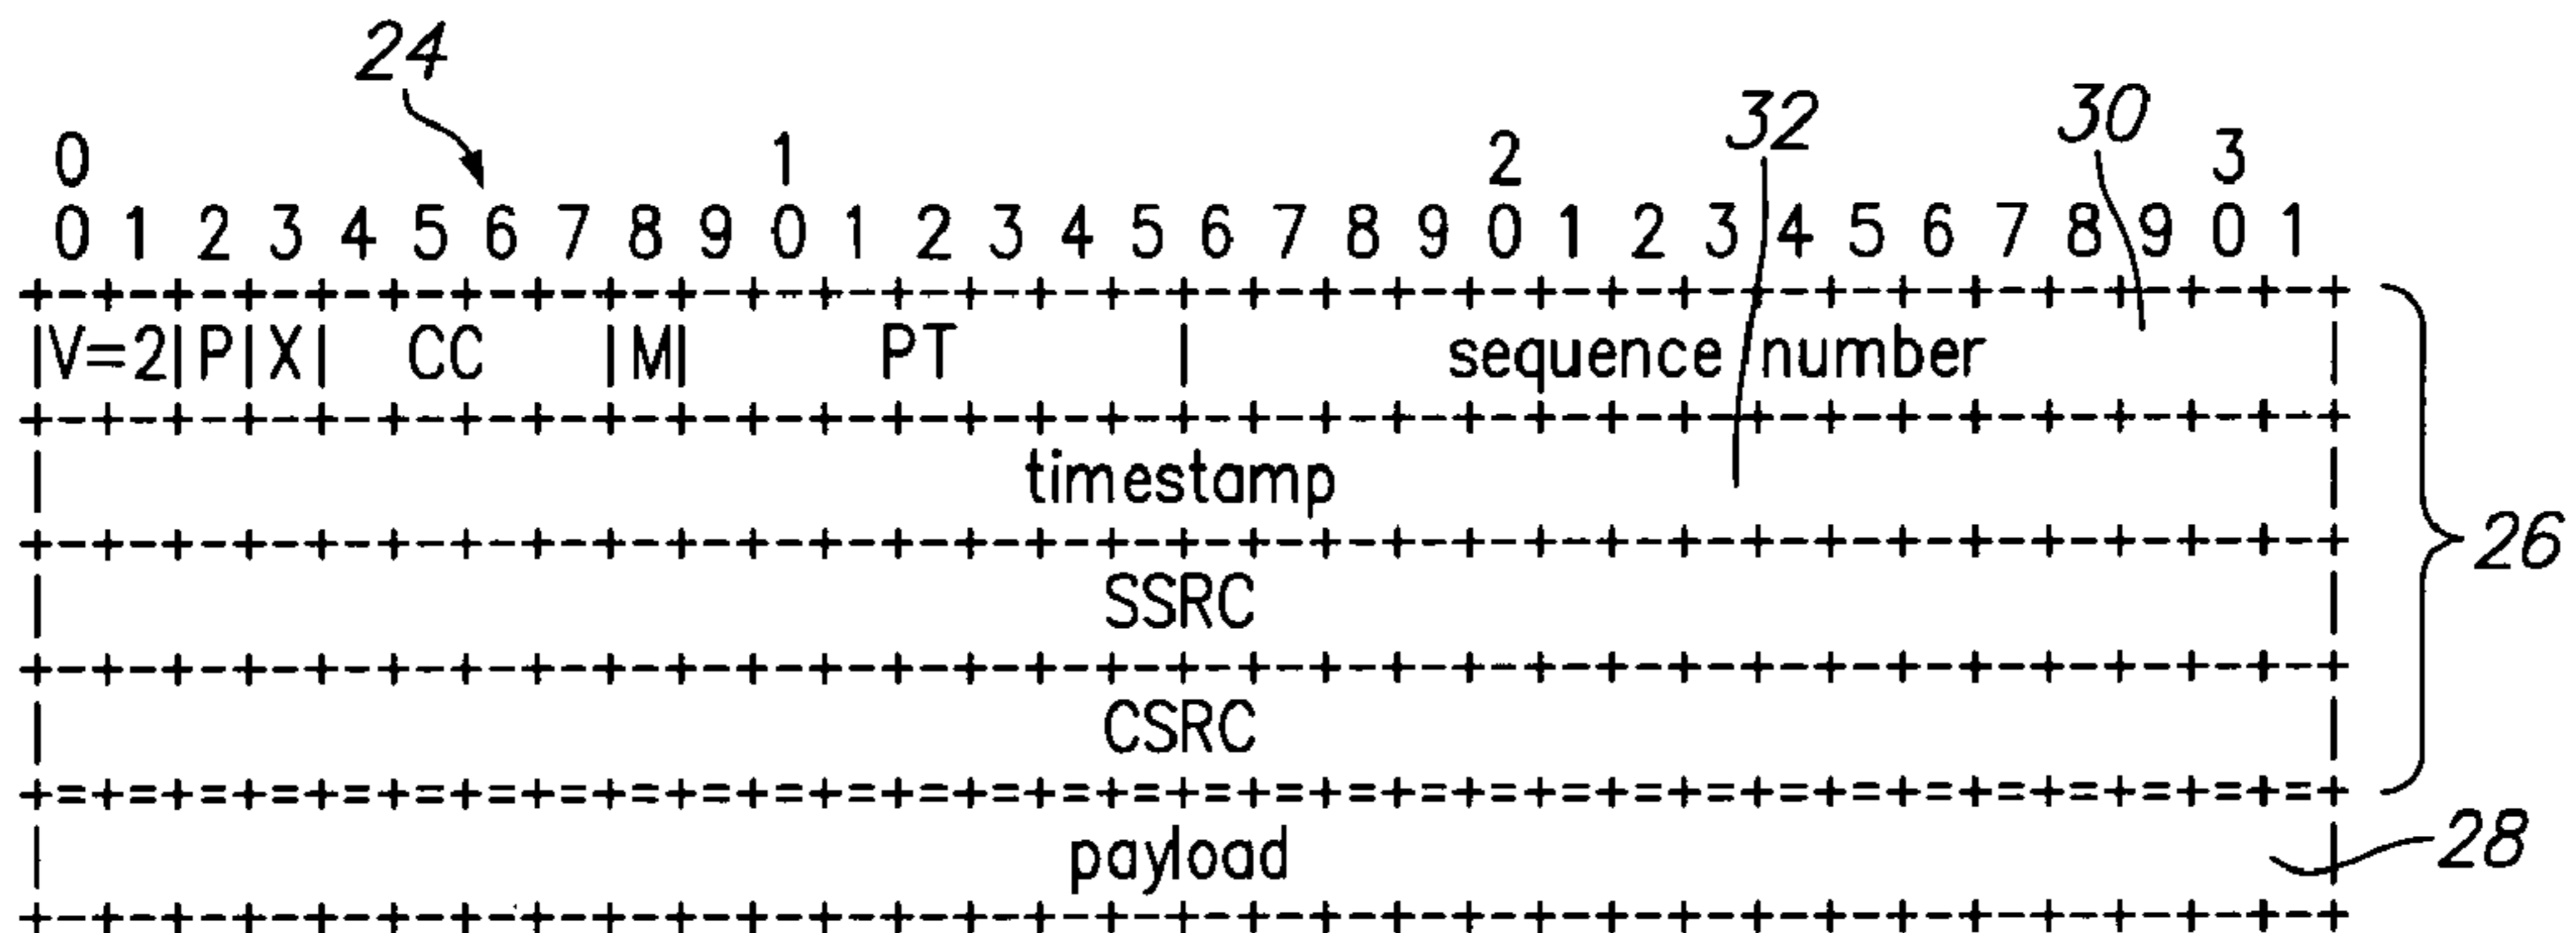 24
32 30
0 1 2 3
0 1 2 3 4 5 6 7 8 9 0 1 2 3 4 5 6 7 8 9 0 1 2 3 4 5 6 7 8 9 0 1
+-+-+-+-+-+-+-+-+-+-+-+-+-+-+-+-+-+-+-+-+-+-+-+-+-+-+-+-+-+-+-+-+
|V=2|P|X| CC |M| PT | sequence number |
+-+-+-+-+-+-+-+-+-+-+-+-+-+-+-+-+-+-+-+-+-+-+-+-+-+-+-+-+-+-+-+-+
| timestamp |
+-+-+-+-+-+-+-+-+-+-+-+-+-+-+-+-+-+-+-+-+-+-+-+-+-+-+-+-+-+-+-+-+
26
| SSRC |
+-+-+-+-+-+-+-+-+-+-+-+-+-+-+-+-+-+-+-+-+-+-+-+-+-+-+-+-+-+-+-+-+
| CSRC |
+=+=+=+=+=+=+=+=+=+=+=+=+=+=+=+=+=+=+=+=+=+=+=+=+=+=+=+=+=+=+=+=+
| payload | 28
+-+-+-+-+-+-+-+-+-+-+-+-+-+-+-+-+-+-+-+-+-+-+-+-+-+-+-+-+-+-+-+-+